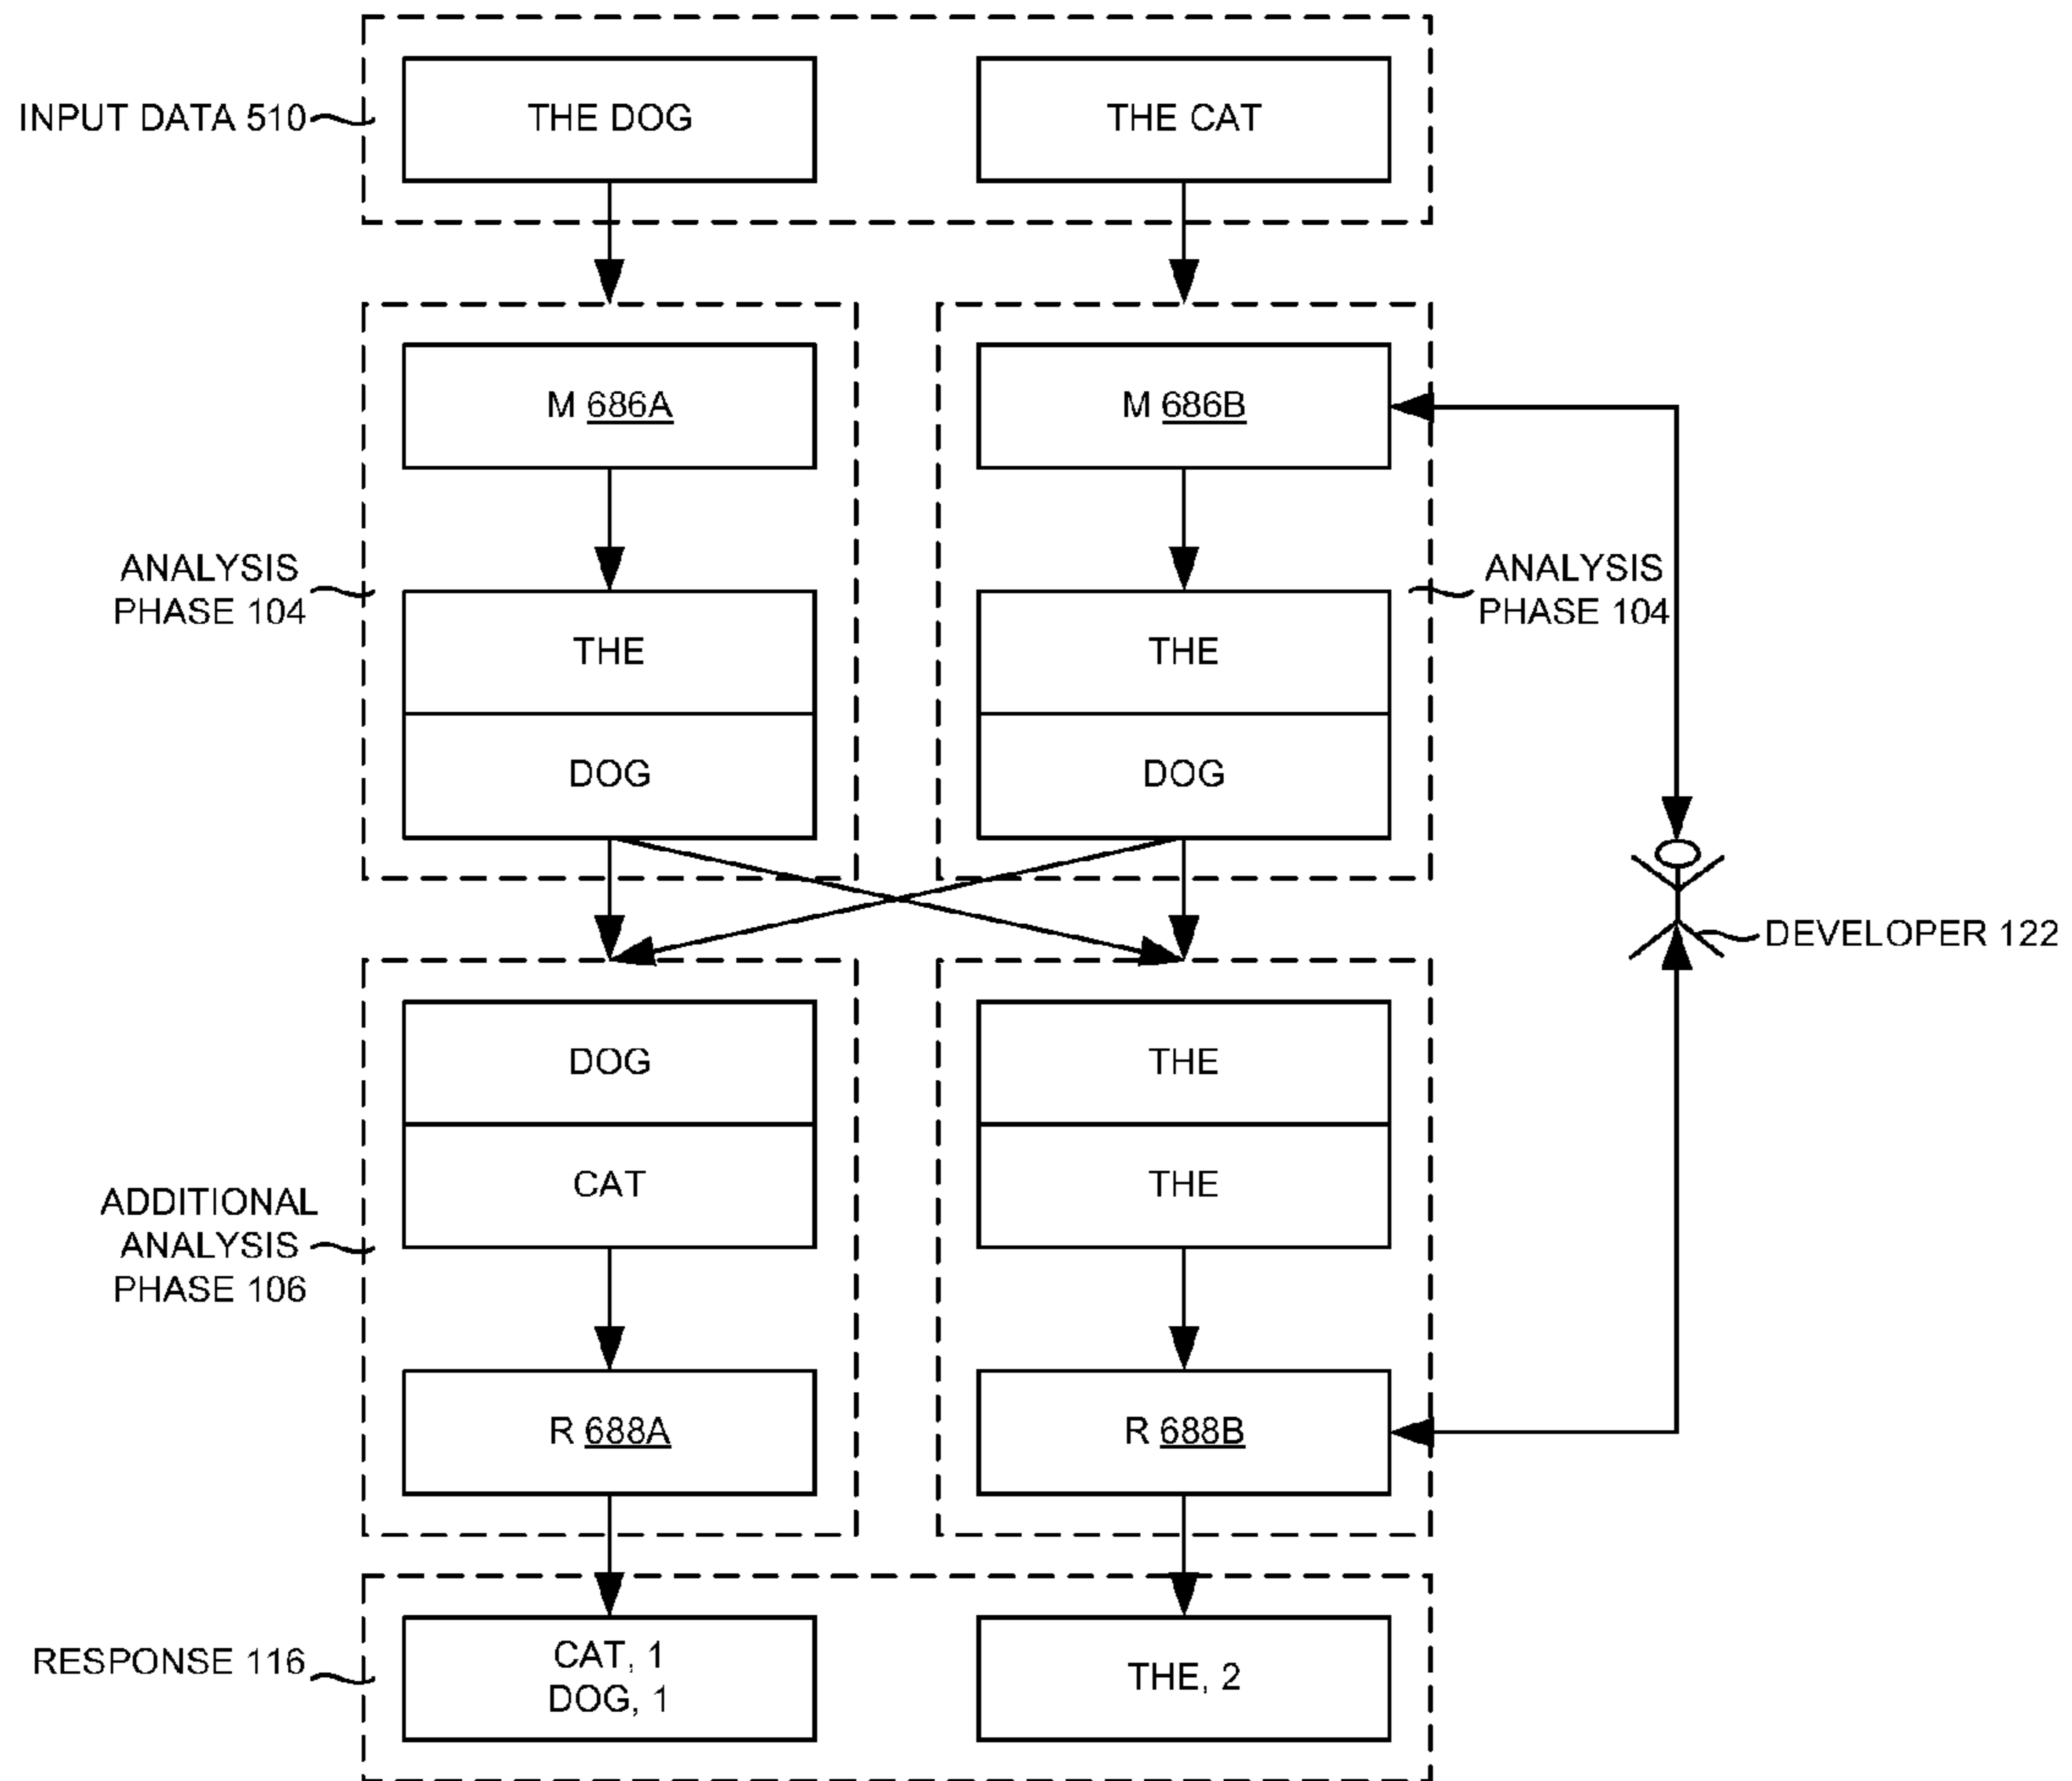 INPUT DATA 510
THE DOG
THE CAT
M 686A
M 686B
ANALYSIS
PHASE 104
THE
DOG
THE
DOG
ANALYSIS
PHASE 104
DEVELOPER 122
ADDITIONAL
ANALYSIS
PHASE 106
DOG
CAT
THE
THE
R 688A
R 688B
RESPONSE 116
CAT, 1
DOG, 1
THE, 2